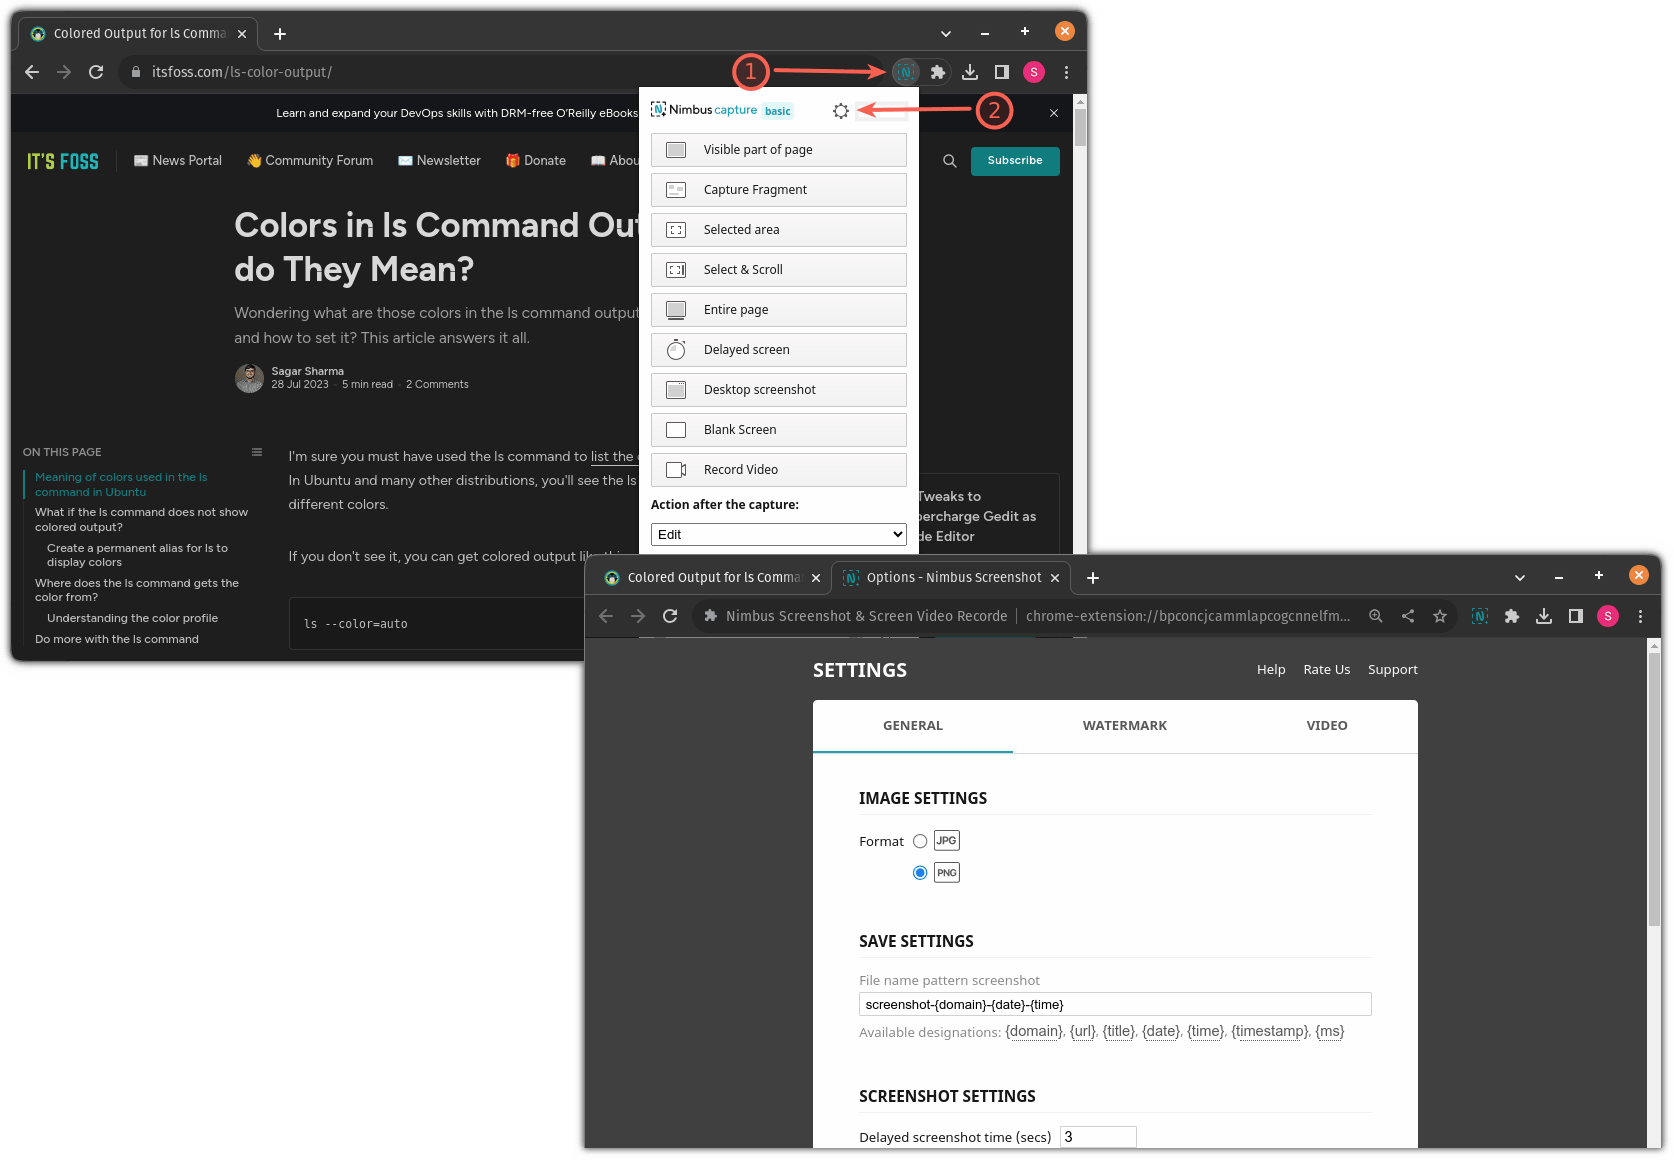 Colored Output for ls Comma
itsfoss.com/ls-color-output/
1
S
Learn and expand your DevOps skills with DRM-free O'Reilly eBooks
Nimbus capture basic
2
IT'S FOSS
News Portal
Community Forum
Newsletter
Donate
Abou
Subscribe
Colors in ls Command Out
do They Mean?
Wondering what are those colors in the ls command output
and how to set it? This article answers it all.
Sagar Sharma
28 Jul 2023 - 5 min read - 2 Comments
Visible part of page
Capture Fragment
Selected area
Select & Scroll
Entire page
Delayed screen
Desktop screenshot
Blank Screen
Record Video
Action after the capture:
Edit
ON THIS PAGE
Meaning of colors used in the ls
command in Ubuntu
What if the ls command does not show
colored output?
Create a permanent alias for ls to
display colors
Where does the ls command gets the
color from?
Understanding the color profile
Do more with the ls command
I'm sure you must have used the ls command to list the
In Ubuntu and many other distributions, you'll see the ls
different colors.
If you don't see it, you can get colored output like this
ls --color=auto
Tweaks to
percharge Gedit as
de Editor
Colored Output for ls Comma
Options - Nimbus Screenshot
Nimbus Screenshot & Screen Video Recorde
chrome-extension://bpconcjcammlapcogcnnelfm...
S
SETTINGS
Help
Rate Us
Support
GENERAL
WATERMARK
VIDEO
IMAGE SETTINGS
Format
JPG
PNG
SAVE SETTINGS
File name pattern screenshot
screenshot-{domain}-{date}-{time}
Available designations: {domain}, {url}, {title}, {date}, {time}, {timestamp}, {ms}
SCREENSHOT SETTINGS
Delayed screenshot time (secs) 3